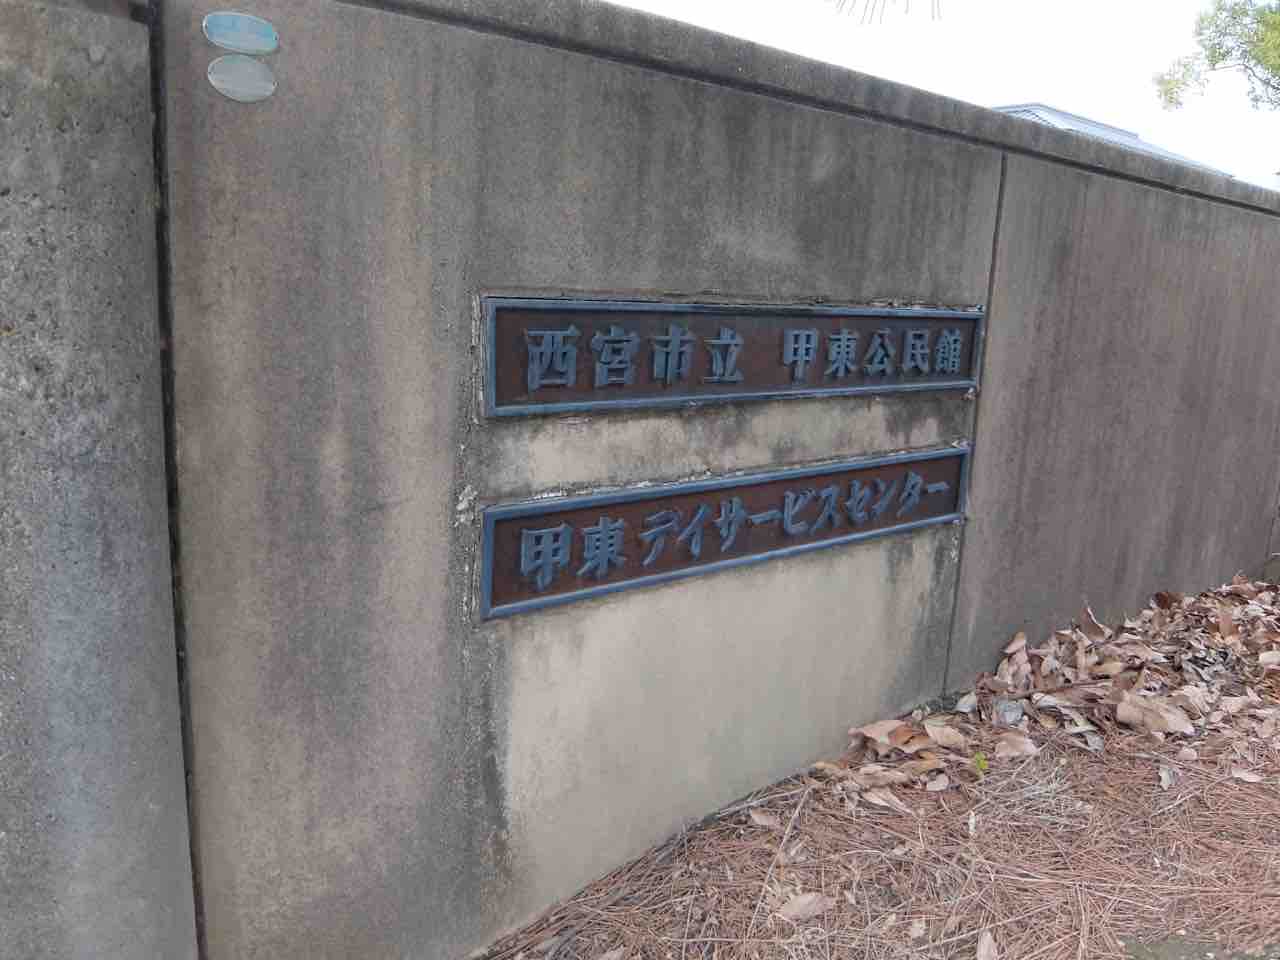 西宮市立 甲東公民館
甲東デイサービスセンター